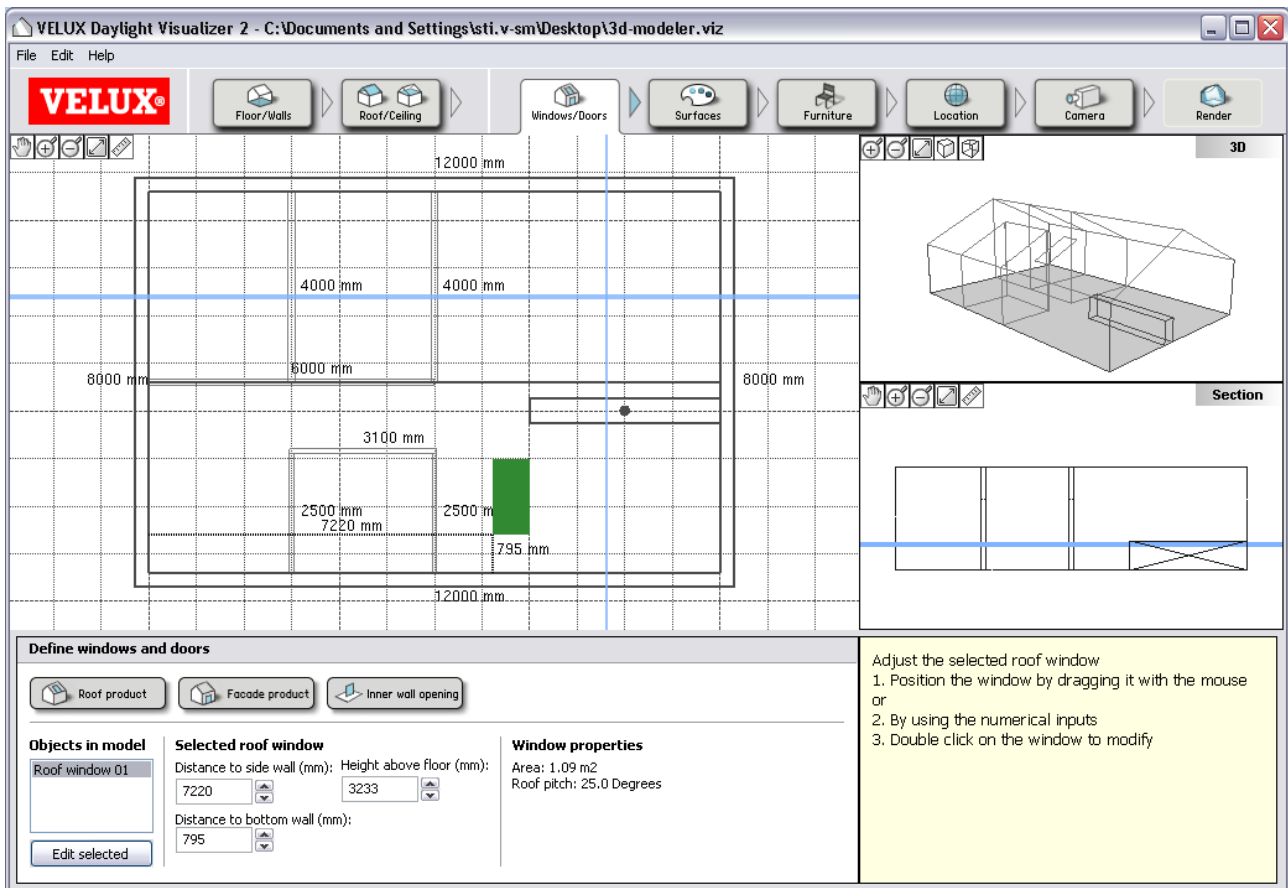 VELUX Daylight Visualizer 2 - C:\Documents and Settings\sti.v-sm\Desktop\3d-modeler.viz
File Edit Help
VELUX®
Floor/Walls
Roof/Ceiling
Windows/Doors
Surfaces
Furniture
Location
Camera
Render
12000 mm
4000 mm
4000 mm
6000 mm
8000 mm
8000 mm
3100 mm
2500 mm
2500 m
7220 mm
795 mm
12000 mm
3D
Section
Define windows and doors
Roof product
Facade product
Inner wall opening
Objects in model
Roof window 01
Edit selected
Selected roof window
Distance to side wall (mm):
7220
Height above floor (mm):
3233
Distance to bottom wall (mm):
795
Window properties
Area: 1.09 m2
Roof pitch: 25.0 Degrees
Adjust the selected roof window
1. Position the window by dragging it with the mouse
or
2. By using the numerical inputs
3. Double click on the window to modify